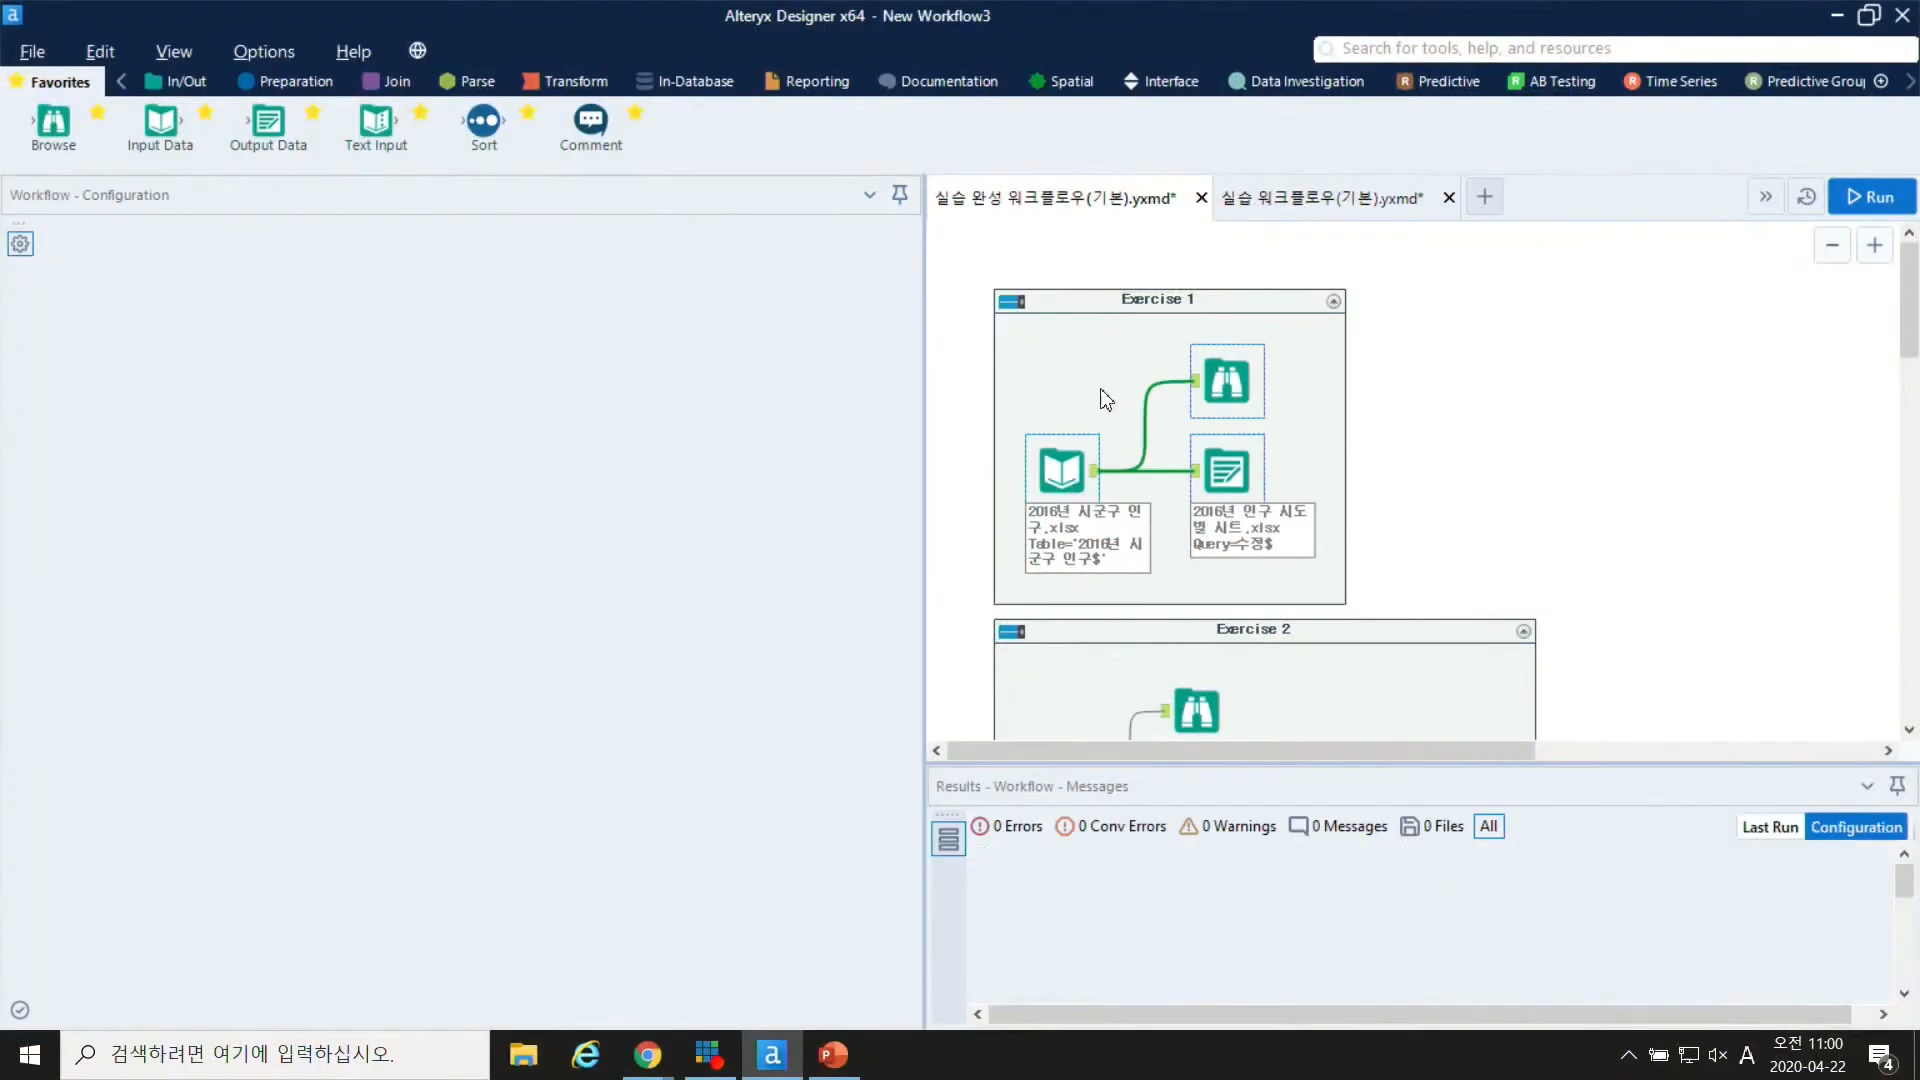 a
Alteryx Designer x64 - New Workflow3
File
Edit
View
Options
Help
Search for tools, help, and resources
Favorites
In/Out
Preparation
Join
Parse
Transform
In-Database
Reporting
Documentation
Spatial
Interface
Data Investigation
R Predictive
R AB Testing
R Time Series
R Predictive Grou
Browse
Input Data
Output Data
Text Input
Sort
Comment
Workflow - Configuration
실습 완성 워크플로우(기본).yxmd*
실습 워크플로우(기본).yxmd*
Run
Exercise 1
2016년 시군구 인
구.xlsx
Table='2016년 시
군구 인구$'
2016년 인구 시도
별 시트.xlsx
Query=수정$
Exercise 2
Results - Workflow - Messages
0 Errors
0 Conv Errors
0 Warnings
0 Messages
0 Files
All
Last Run
Configuration
검색하려면 여기에 입력하십시오.
a
P
A
오전 11:00
2020-04-22
4